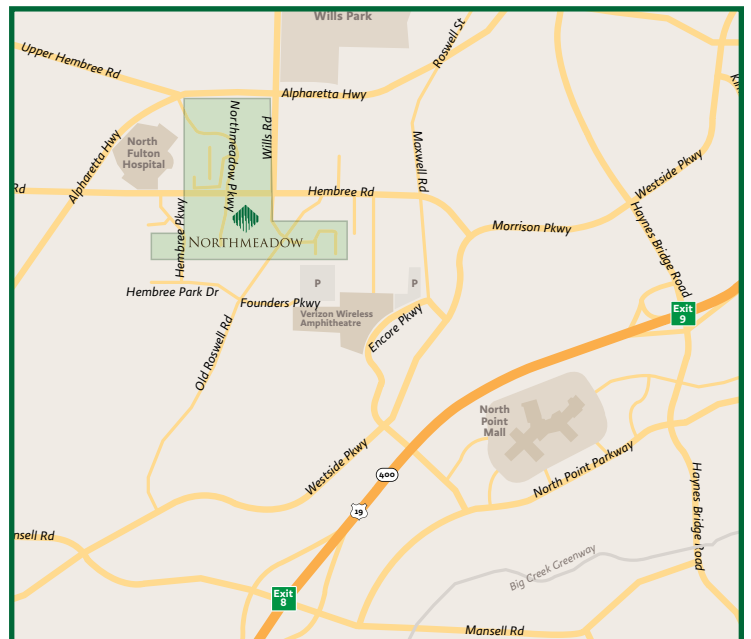 Wills Park
Roswell St
Upper Hembree Rd
Alpharetta Hwy
Northmeadow Pkwy
Wills Rd
Alpharetta Hwy
North
Fulton
Hospital
Maxwell Rd
Westside Pkwy
Rd
Hembree Rd
Hembree Pkwy
Haynes Bridge Road
Morrison Pkwy
NORTHMEADOW
P
P
Hembree Park Dr
Founders Pkwy
Verizon Wireless
Amphitheatre
Encore Pkwy
Exit
9
Old Roswell Rd
North
Point
Mall
North Point Parkway
Westside Pkwy
400
19
Haynes Bridge Road
nsell Rd
Big Creek Greenway
Exit
8
Mansell Rd